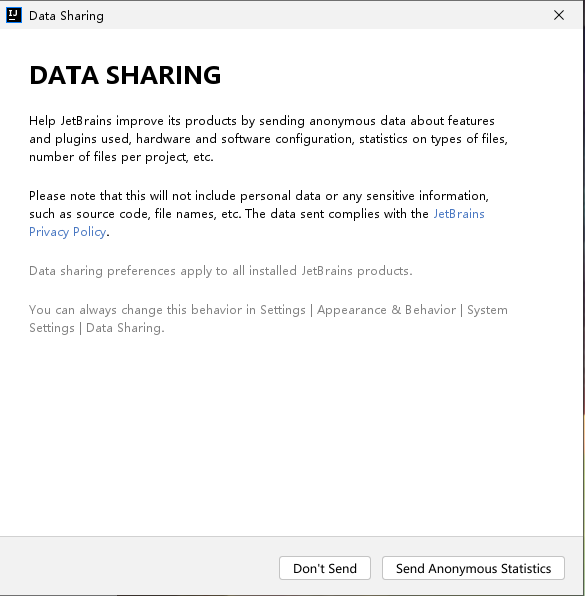 IJ
Data Sharing
DATA SHARING
Help JetBrains improve its products by sending anonymous data about features
and plugins used, hardware and software configuration, statistics on types of files,
number of files per project, etc.
Please note that this will not include personal data or any sensitive information,
such as source code, file names, etc. The data sent complies with the JetBrains
Privacy Policy.
Data sharing preferences apply to all installed JetBrains products.
You can always change this behavior in Settings | Appearance & Behavior | System
Settings | Data Sharing.
Don't Send
Send Anonymous Statistics